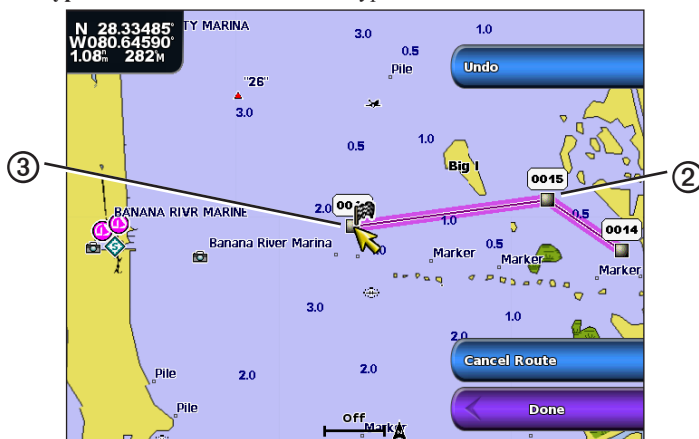 N 28.33485°
W080.64590°
1.08nm 282°M
TY MARINA
3.0
1.0
0.5
Pile
Undo
"26"
3.0
0.5
1.0
Big I
③
0015
②
2.0
0.5
BANANA RIVR MARINE
1.0
0014
Banana River Marina
0.5
Marker
Marker
Marker
3.0
1.0
2.0
Cancel Route
2.0
2.0
Pile
Pile
Done
Off
Marker